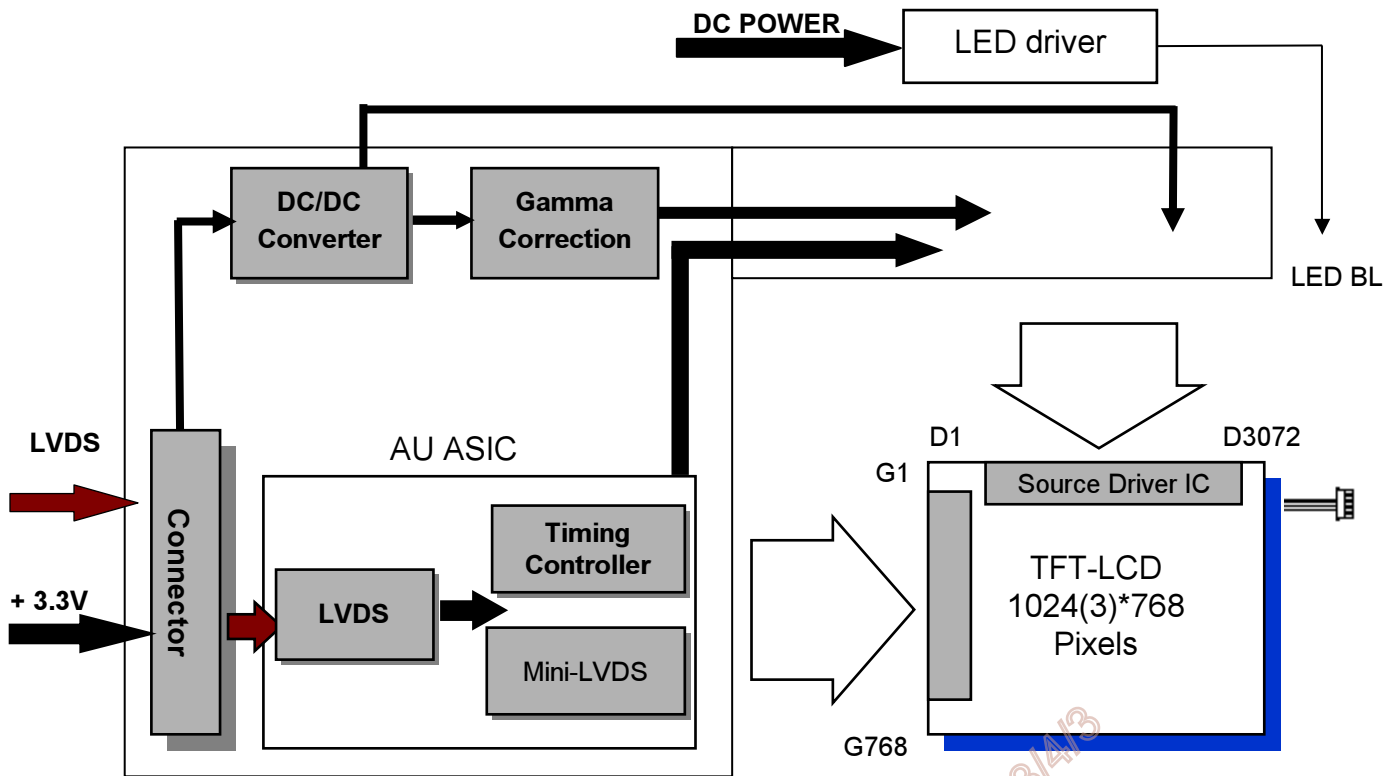 DC POWER
LED driver
DC/DC
Converter
Gamma
Correction
LED BL
LVDS
AU ASIC
D1
D3072
G1
Source Driver IC
Connector
Timing
Controller
TFT-LCD
1024(3)*768
Pixels
+ 3.3V
LVDS
Mini-LVDS
G768